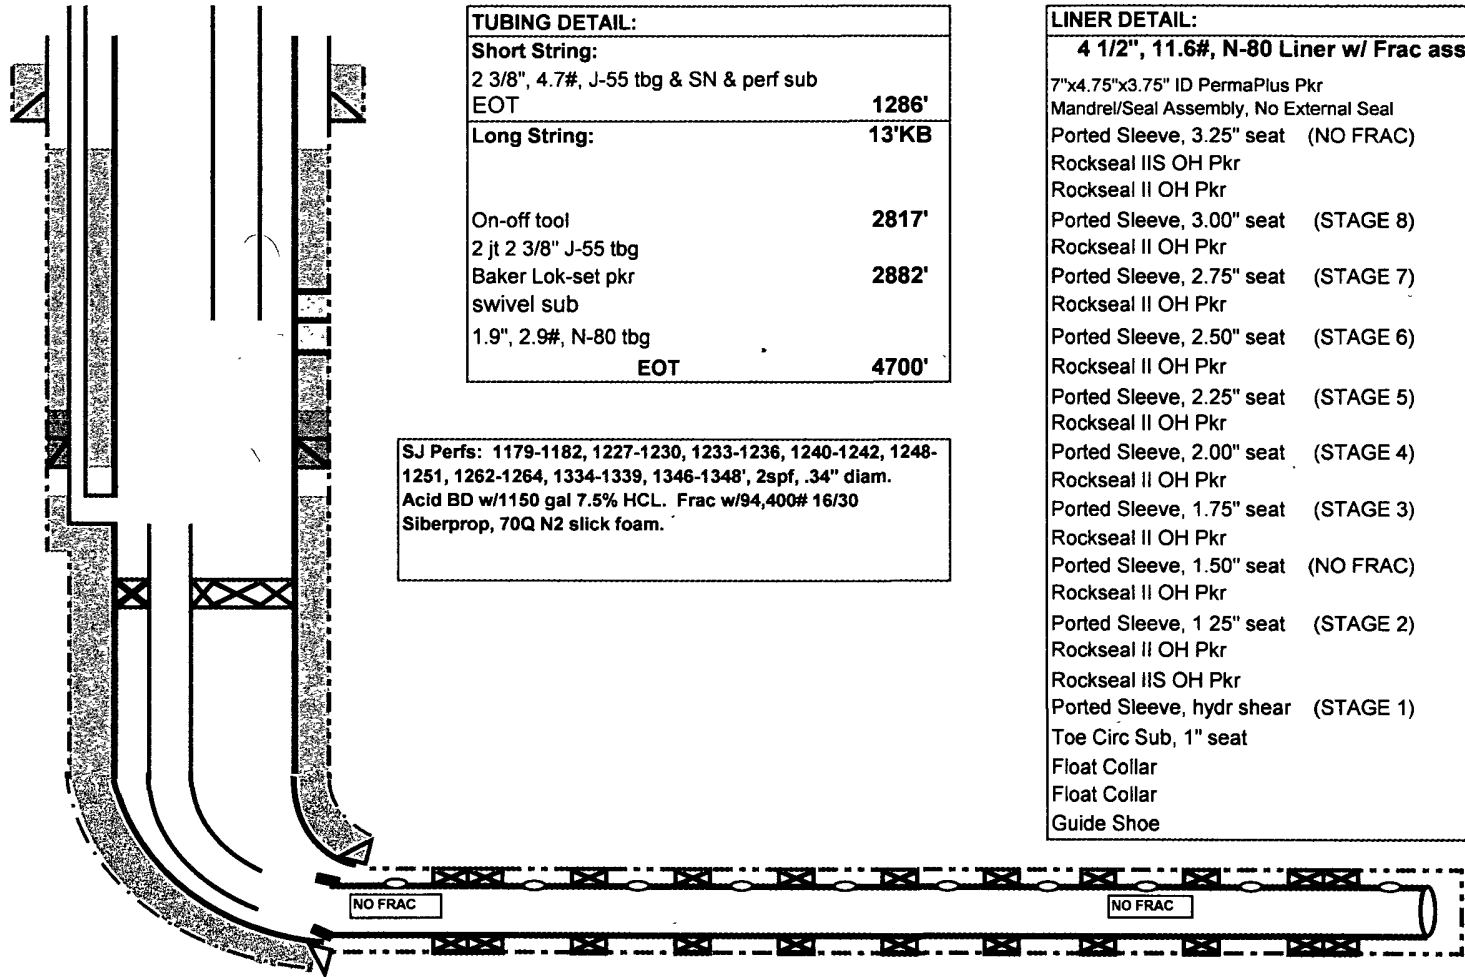 TUBING DETAIL:
Short String:
2 3/8", 4.7#, J-55 tbg & SN & perf sub
EOT 1286'
Long String: 13'KB
On-off tool 2817'
2 jt 2 3/8" J-55 tbg
Baker Lok-set pkr 2882'
swivel sub
1.9", 2.9#, N-80 tbg
EOT 4700'
SJ Perfs: 1179-1182, 1227-1230, 1233-1236, 1240-1242, 1248-
1251, 1262-1264, 1334-1339, 1346-1348', 2spf, .34" diam.
Acid BD w/1150 gal 7.5% HCL. Frac w/94,400# 16/30
Siberprop, 70Q N2 slick foam.
LINER DETAIL:
4 1/2", 11.6#, N-80 Liner w/ Frac ass
7"x4.75"x3.75" ID PermaPlus Pkr
Mandrel/Seal Assembly, No External Seal
Ported Sleeve, 3.25" seat (NO FRAC)
Rockseal IIS OH Pkr
Rockseal II OH Pkr
Ported Sleeve, 3.00" seat (STAGE 8)
Rockseal II OH Pkr
Ported Sleeve, 2.75" seat (STAGE 7)
Rockseal II OH Pkr
Ported Sleeve, 2.50" seat (STAGE 6)
Rockseal II OH Pkr
Ported Sleeve, 2.25" seat (STAGE 5)
Rockseal II OH Pkr
Ported Sleeve, 2.00" seat (STAGE 4)
Rockseal II OH Pkr
Ported Sleeve, 1.75" seat (STAGE 3)
Rockseal II OH Pkr
Ported Sleeve, 1.50" seat (NO FRAC)
Rockseal II OH Pkr
Ported Sleeve, 1 25" seat (STAGE 2)
Rockseal II OH Pkr
Rockseal IIS OH Pkr
Ported Sleeve, hydr shear (STAGE 1)
Toe Circ Sub, 1" seat
Float Collar
Float Collar
Guide Shoe
NO FRAC
NO FRAC